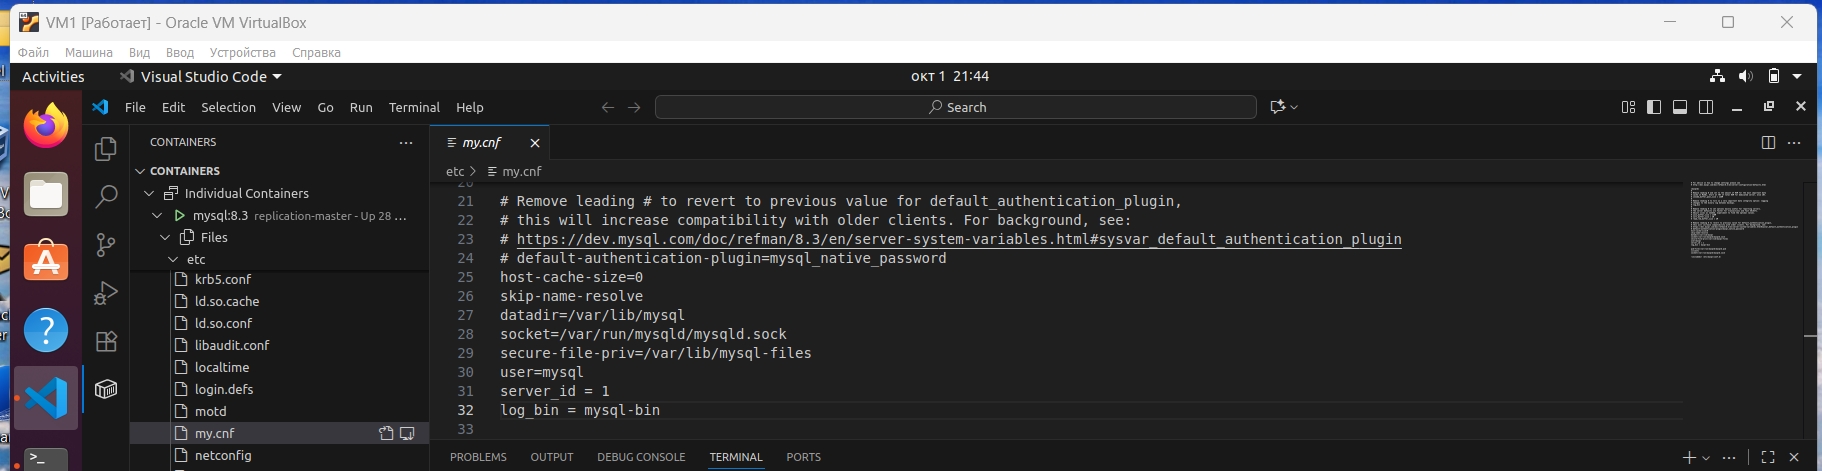 VM1 [Работает] - Oracle VM VirtualBox
Файл Машина Вид Ввод Устройства Справка
Activities Visual Studio Code окт 1 21:44
File Edit Selection View Go Run Terminal Help Search
CONTAINERS ...
my.cnf
CONTAINERS
etc > my.cnf
Individual Containers
mysql:8.3 replication-master - Up 28 ...
Files
etc
krb5.conf
ld.so.cache
ld.so.conf
libaudit.conf
localtime
login.defs
motd
my.cnf
netconfig
21 # Remove leading # to revert to previous value for default_authentication_plugin,
22 # this will increase compatibility with older clients. For background, see:
23 # https://dev.mysql.com/doc/refman/8.3/en/server-system-variables.html#sysvar_default_authentication_plugin
24 # default-authentication-plugin=mysql_native_password
25 host-cache-size=0
26 skip-name-resolve
27 datadir=/var/lib/mysql
28 socket=/var/run/mysqld/mysqld.sock
29 secure-file-priv=/var/lib/mysql-files
30 user=mysql
31 server_id = 1
32 log_bin = mysql-bin
33
PROBLEMS OUTPUT DEBUG CONSOLE TERMINAL PORTS